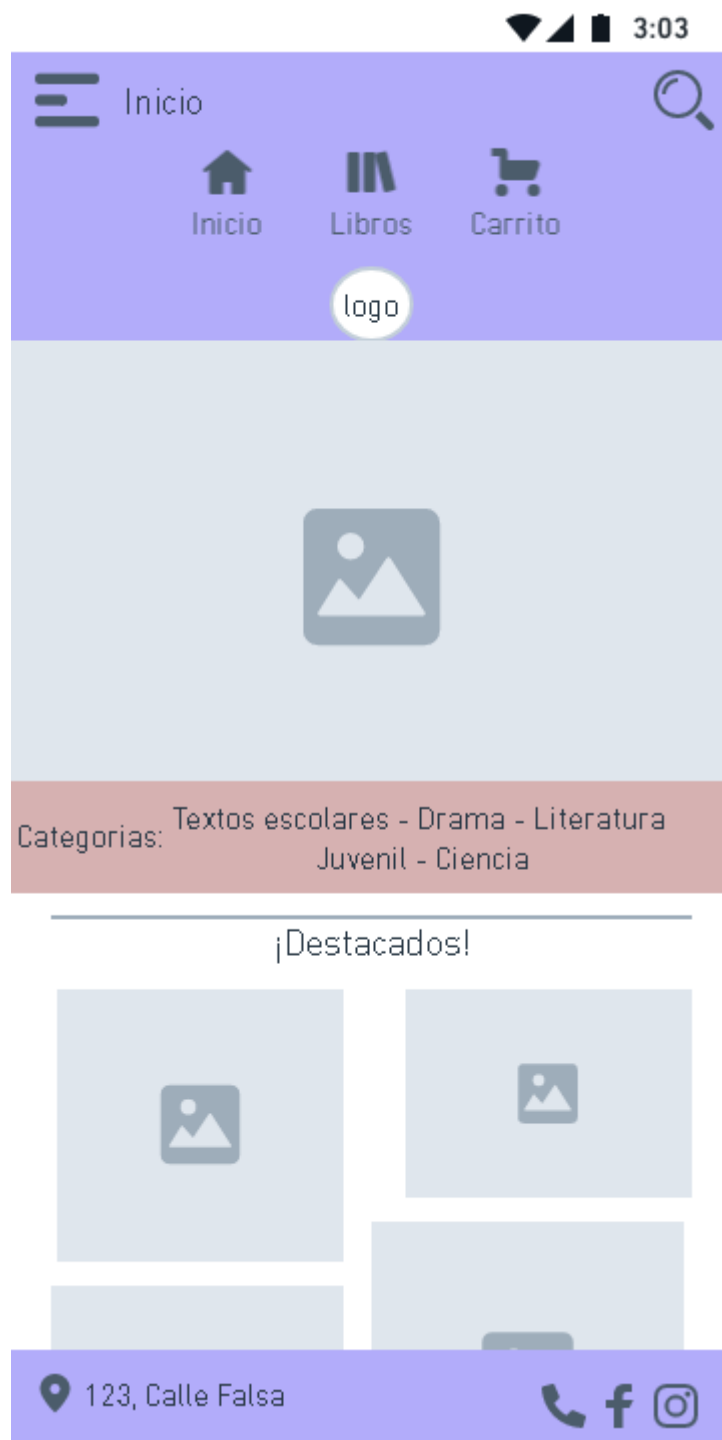 3:03
Inicio
Inicio Libros Carrito
logo
Categorias:
Textos escolares - Drama - Literatura
Juvenil - Ciencia
¡Destacados!
123, Calle Falsa